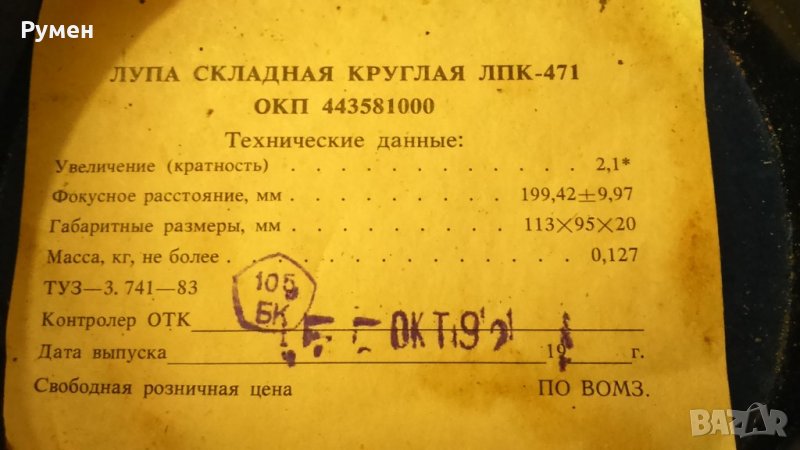 Румен
ЛУПА СКЛАДНАЯ КРУГЛАЯ ЛПК-471
ОКП 443581000
Технические данные:
Увеличение (кратность) . . . . . . . . . . . . 2,1*
Фокусное расстояние, мм . . . . . . . . . 199,42±9,97
Габаритные размеры, мм . . . . . . . . . 113×95×20
Масса, кг, не более . . . . . . . . . . . . 0,127
ТУЗ—3. 741—83
105
БК
Контролер ОТК
ОКТ.
Дата выпуска 19 г.
Свободная розничная цена ПО ВОМЗ.
BAZAR